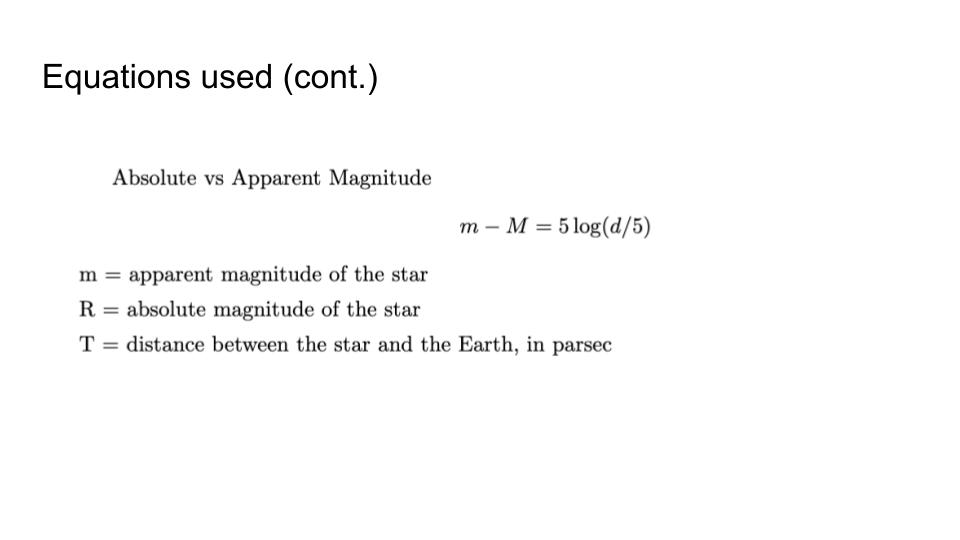 Equations used (cont.)
Absolute vs Apparent Magnitude
m − M = 5 log(d/5)
m = apparent magnitude of the star
R = absolute magnitude of the star
T = distance between the star and the Earth, in parsec